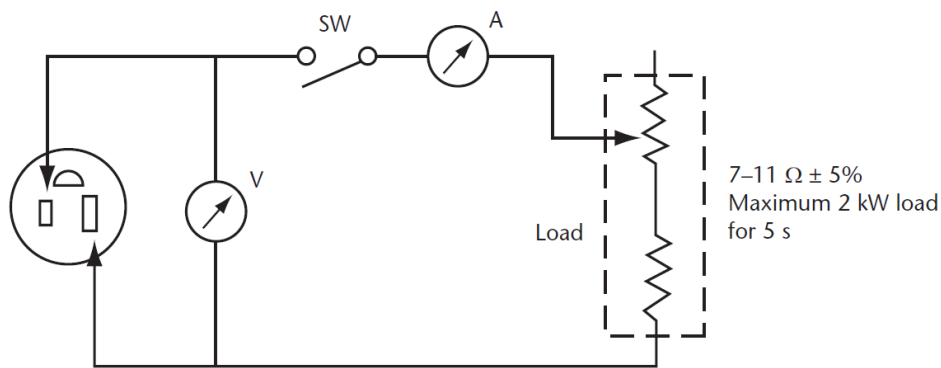 SW
A
V
Load
7–11 Ω ± 5%
Maximum 2 kW load
for 5 s